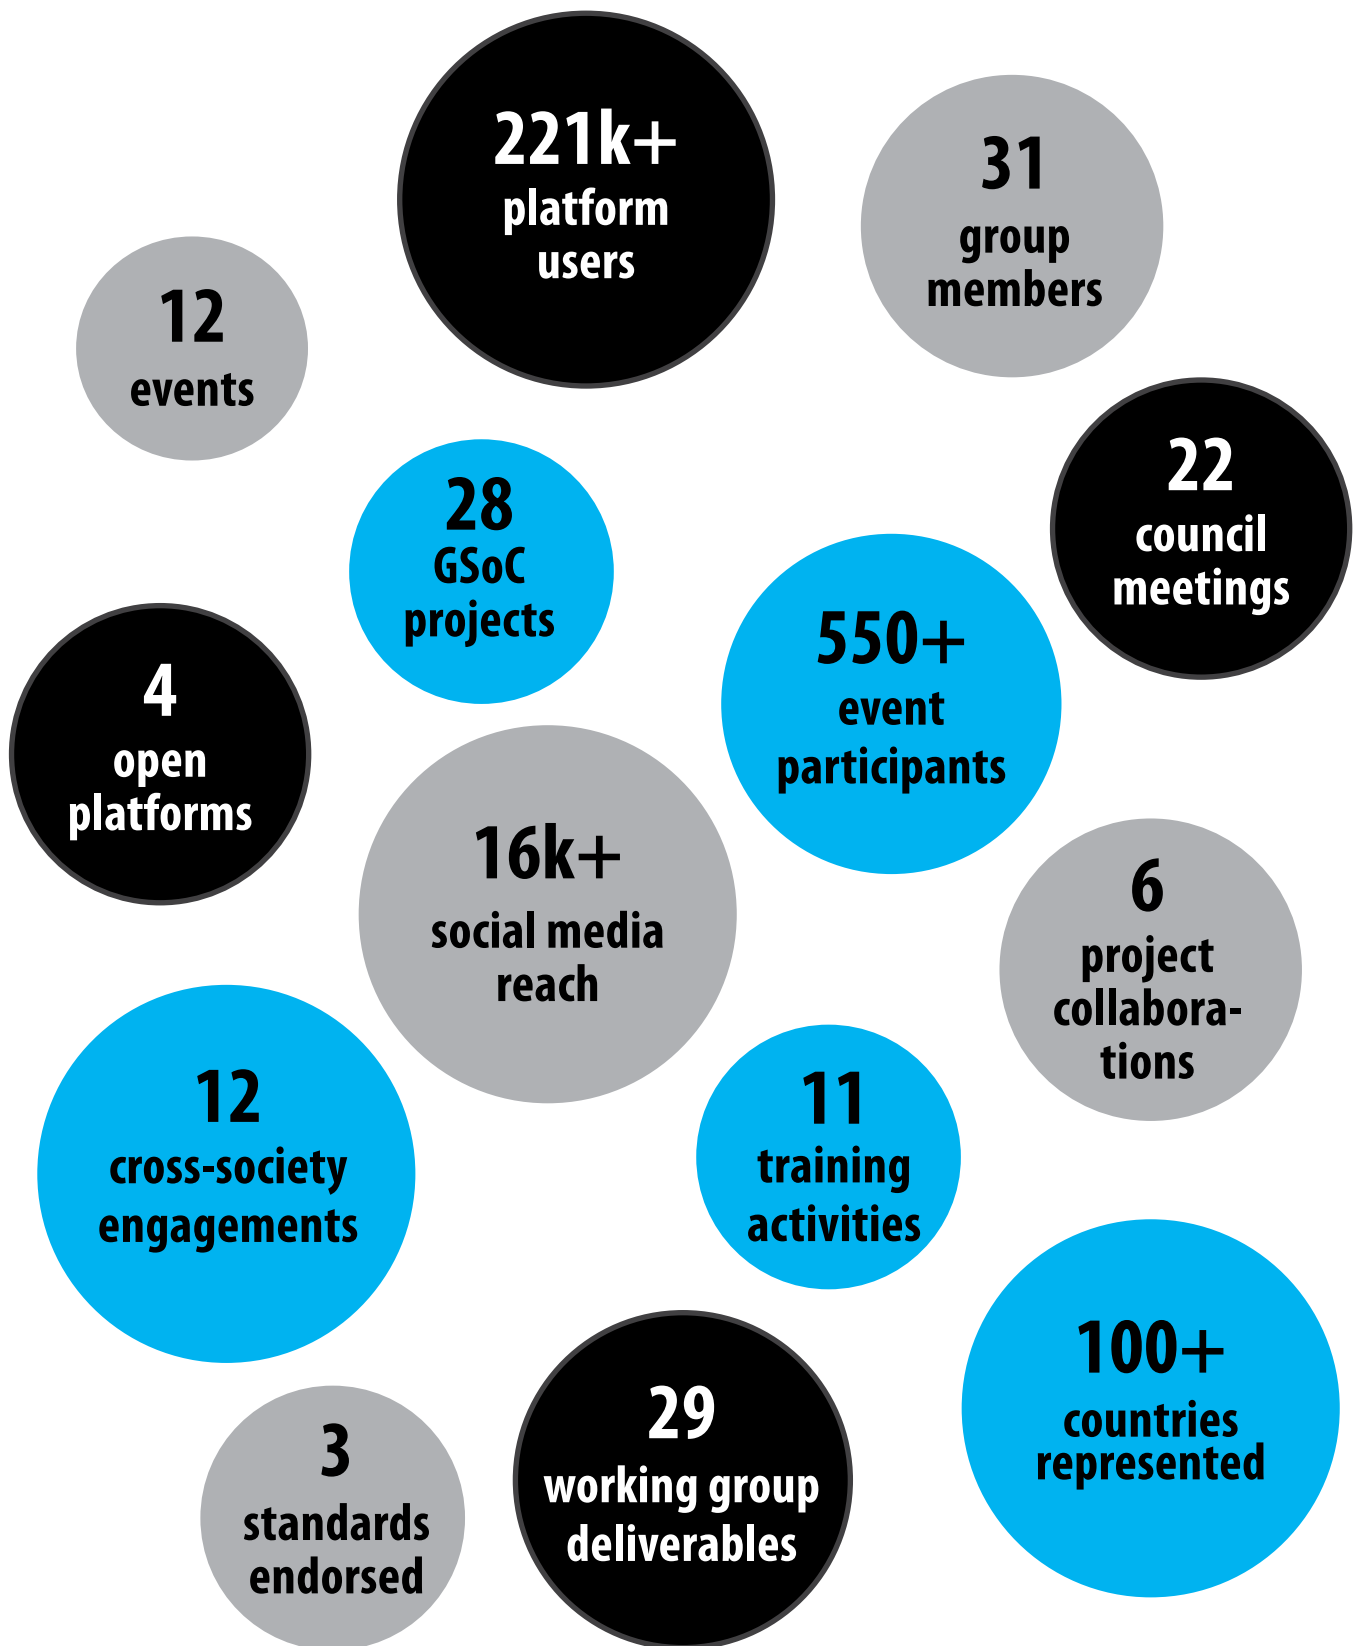 221k+
platform
users
31
group
members
12
events
22
council
meetings
28
GSoC
projects
550+
event
participants
4
open
platforms
16k+
social media
reach
6
project
collabora-
tions
12
cross-society
engagements
11
training
activities
100+
countries
represented
29
working group
deliverables
3
standards
endorsed